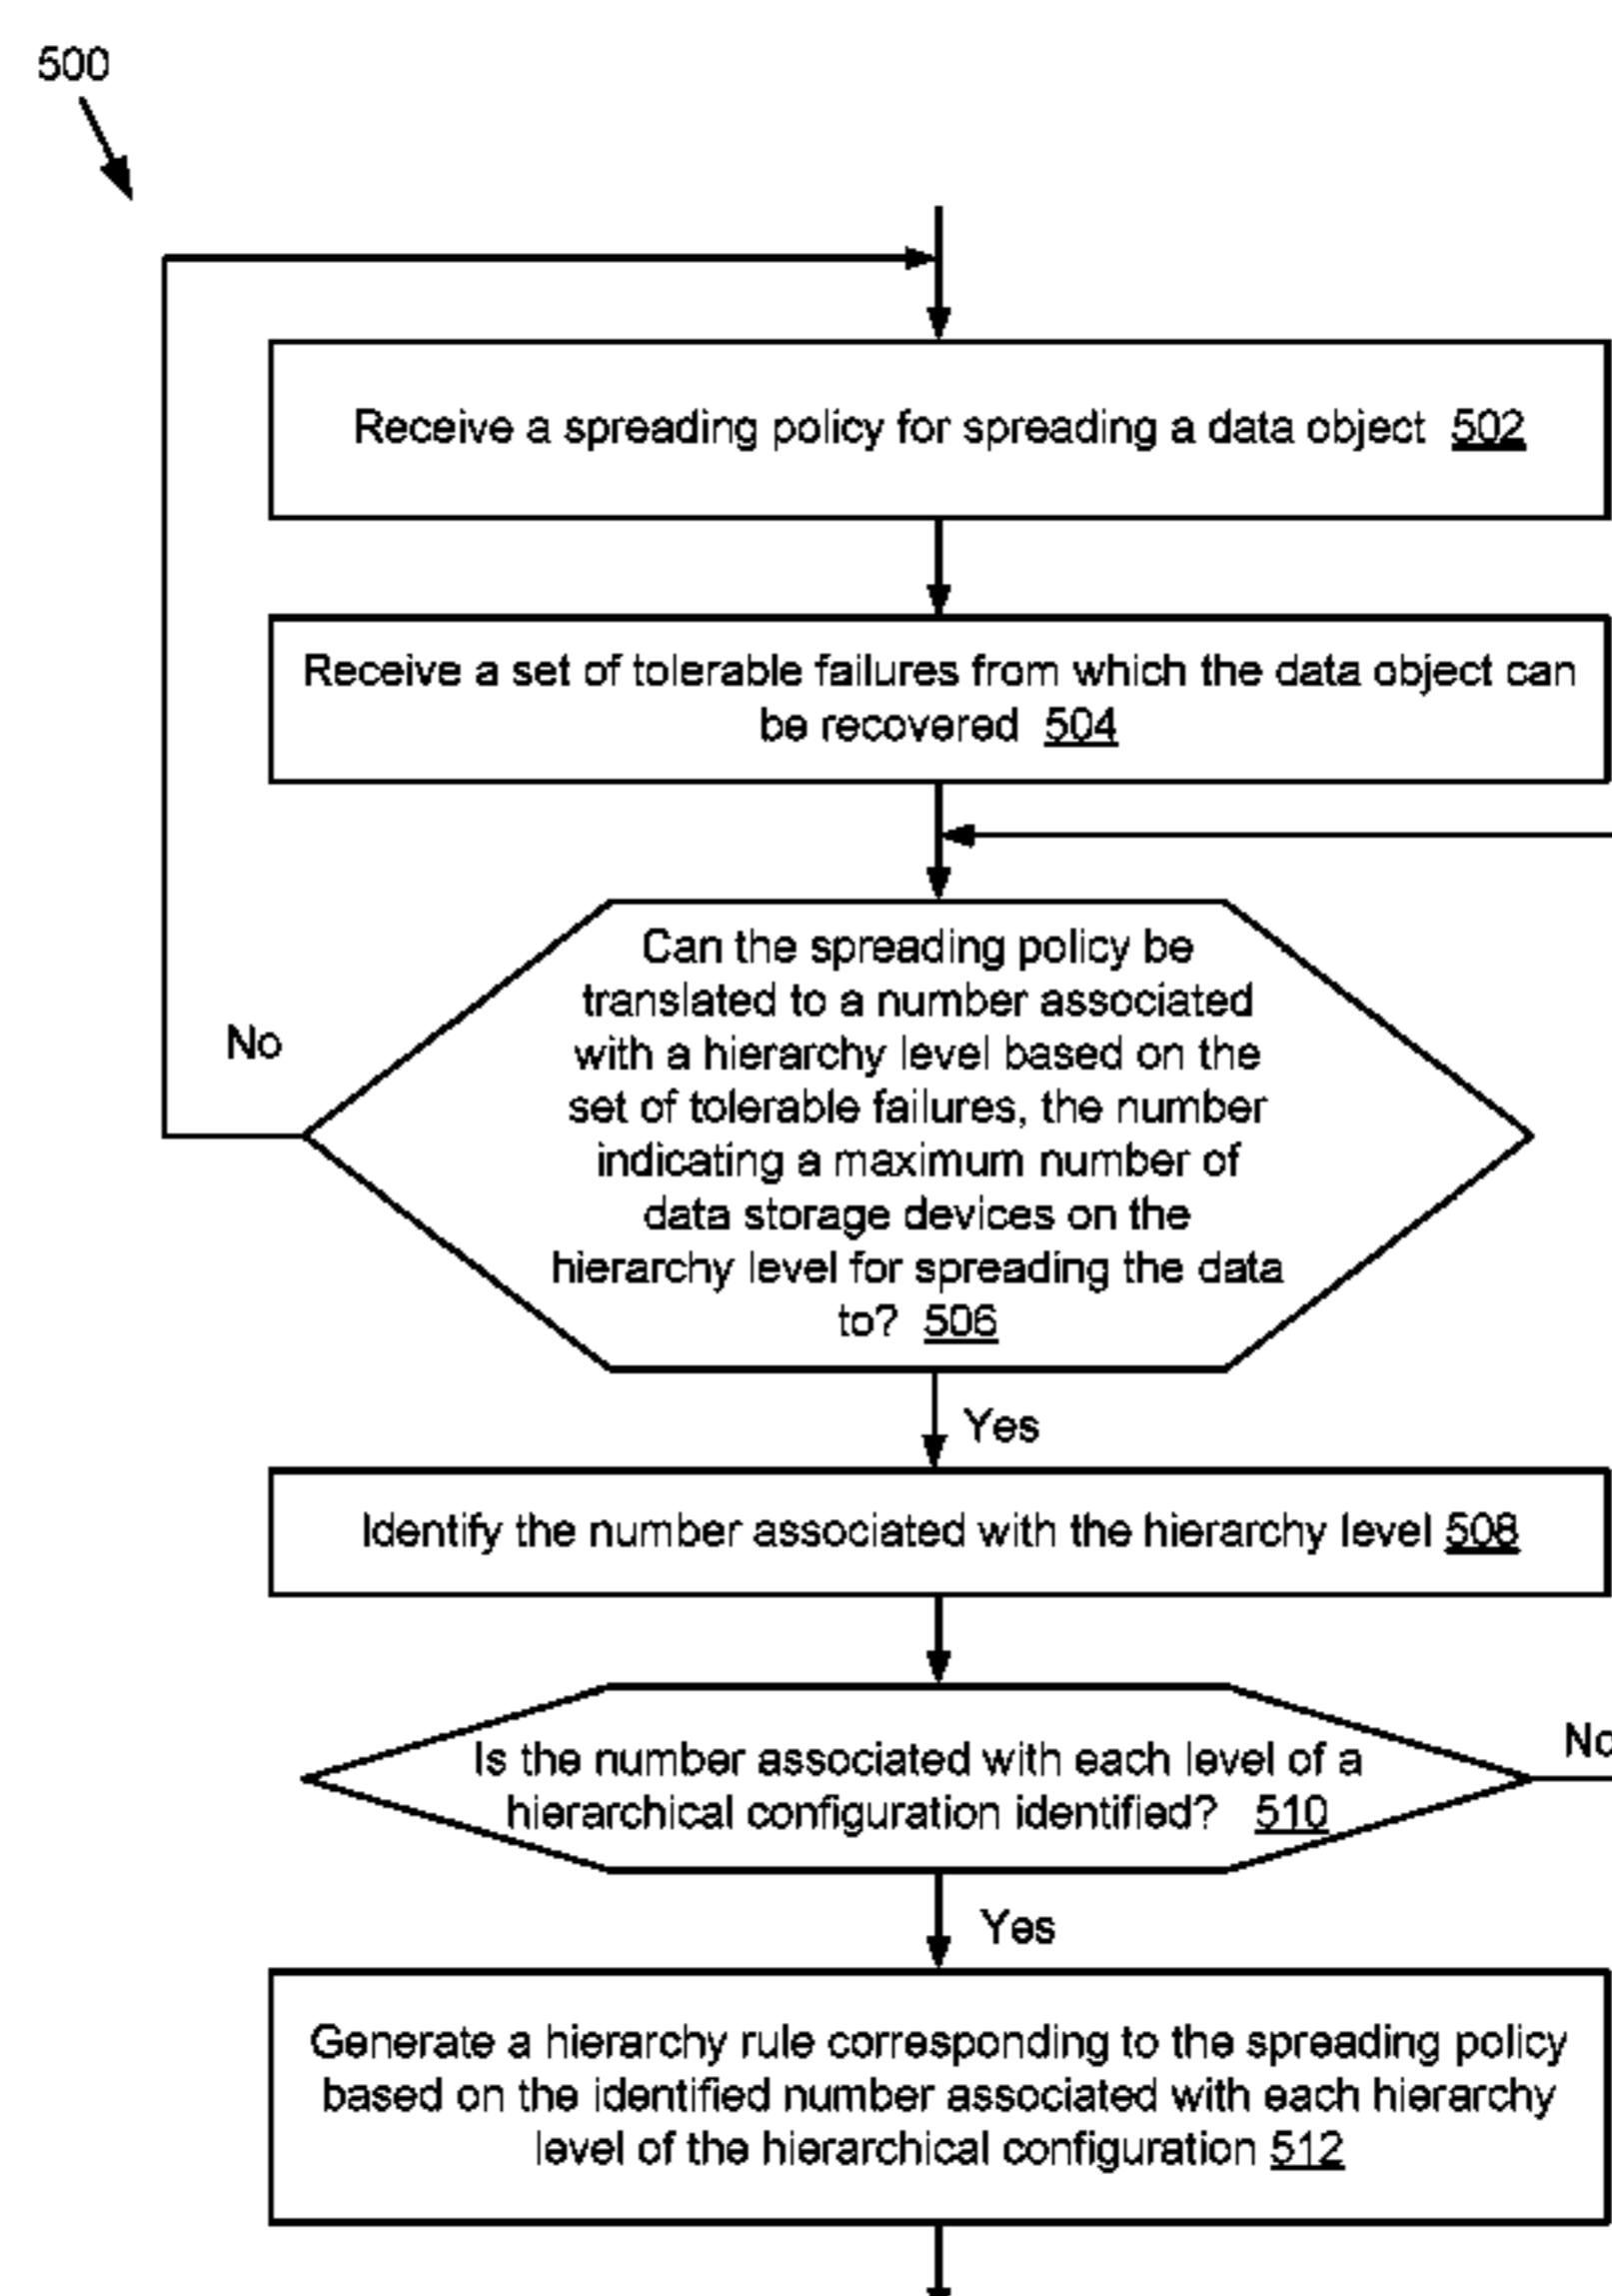 500
Receive a spreading policy for spreading a data object 502
Receive a set of tolerable failures from which the data object can
be recovered 504
Can the spreading policy be
translated to a number associated
with a hierarchy level based on the
set of tolerable failures, the number
indicating a maximum number of
data storage devices on the
hierarchy level for spreading the data
to? 506
No
Yes
Identify the number associated with the hierarchy level 508
Is the number associated with each level of a
hierarchical configuration identified? 510
No
Yes
Generate a hierarchy rule corresponding to the spreading policy
based on the identified number associated with each hierarchy
level of the hierarchical configuration 512